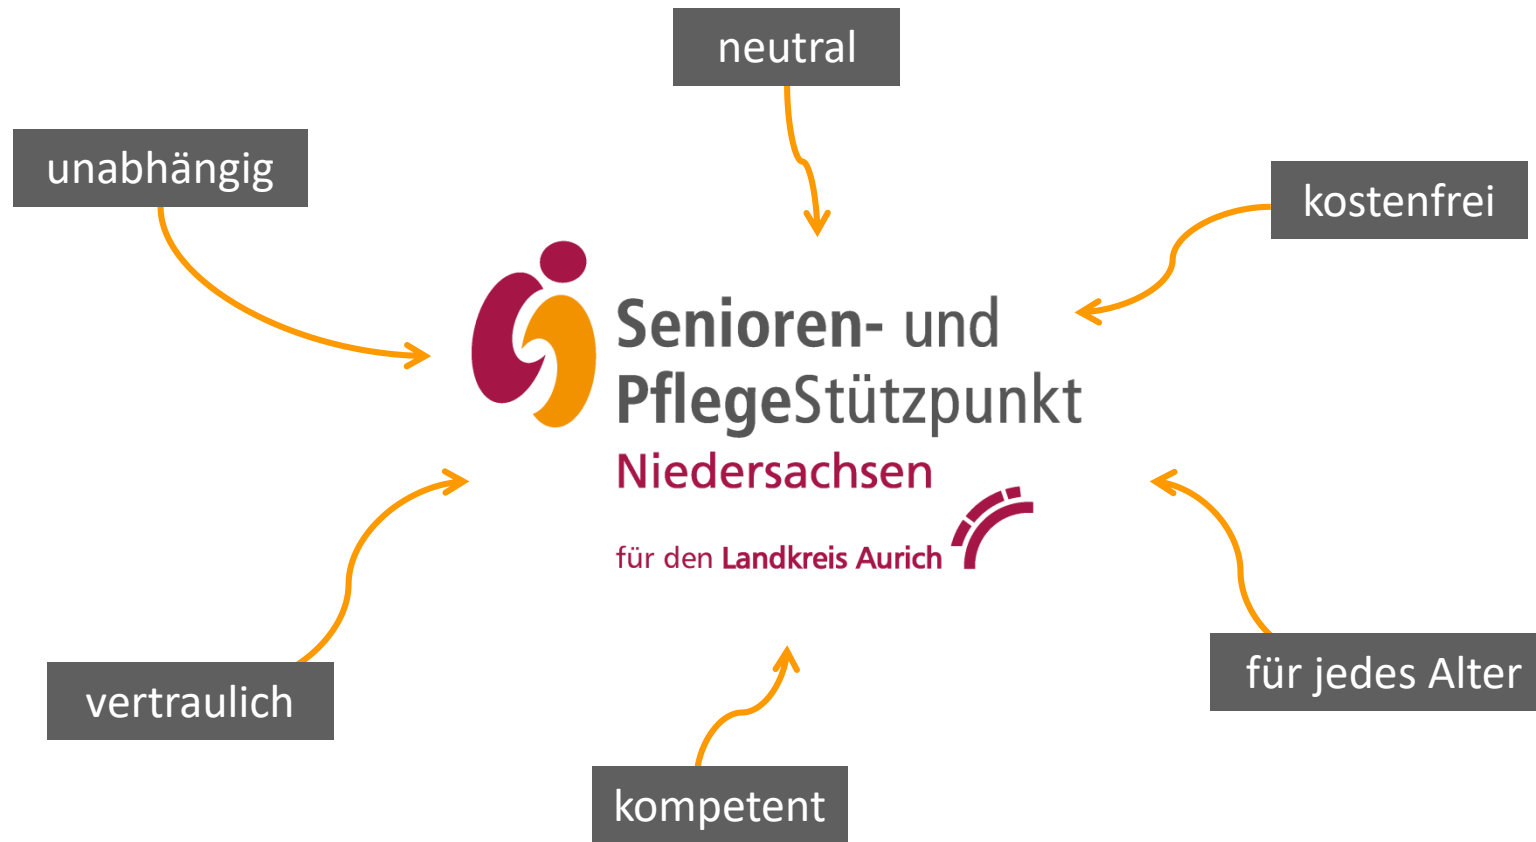 neutral
unabhängig
kostenfrei
Senioren- und
PflegeStützpunkt
Niedersachsen
für den Landkreis Aurich
vertraulich
für jedes Alter
kompetent